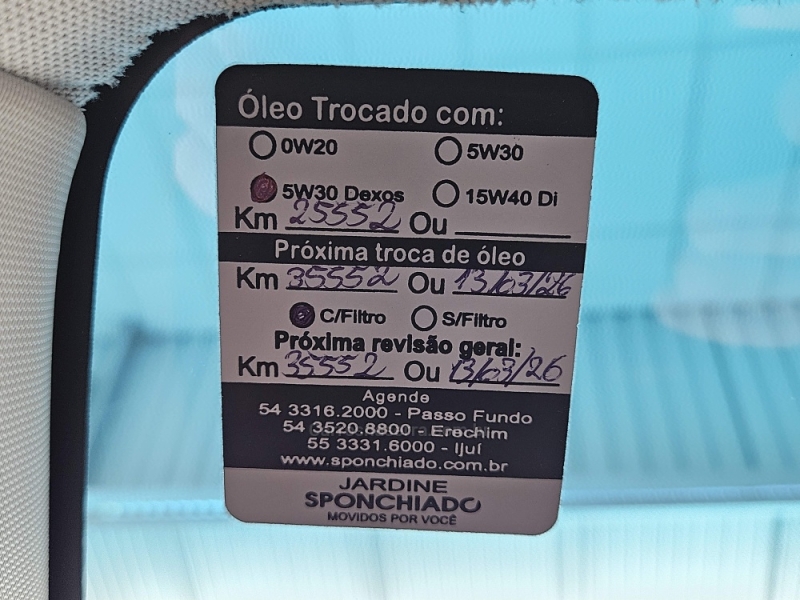 Óleo Trocado com:
0W20 5W30
5W30 Dexos 15W40 Di
Km 25552 Ou
Próxima troca de óleo
Km 35552 Ou 13/03/26
C/Filtro S/Filtro
Próxima revisão geral:
Km 35552 Ou 13/03/26
Agende
54 3316.2000 - Passo Fundo
54 3520.8800 - Erechim
55 3331.6000 - Ijuí
www.sponchiado.com.br
JARDINE
SPONCHIADO
MOVIDOS POR VOCÊ